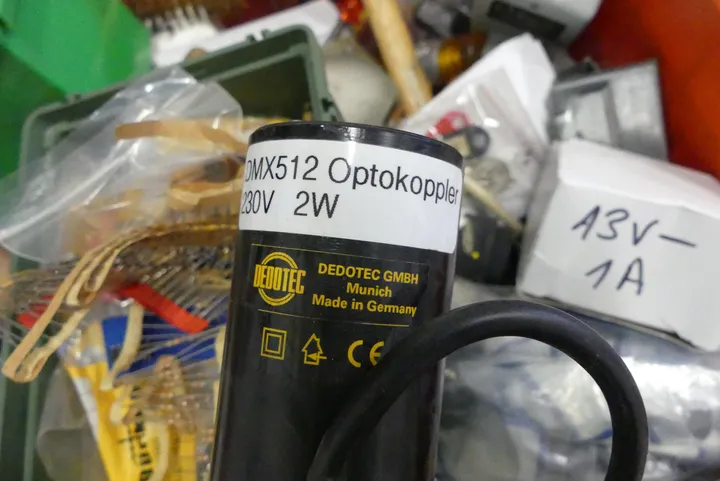 DMX512 Optokoppler
230V 2W
DEDOTEC
DEDOTEC GMBH
Munich
Made in Germany
CE
13V–
1A